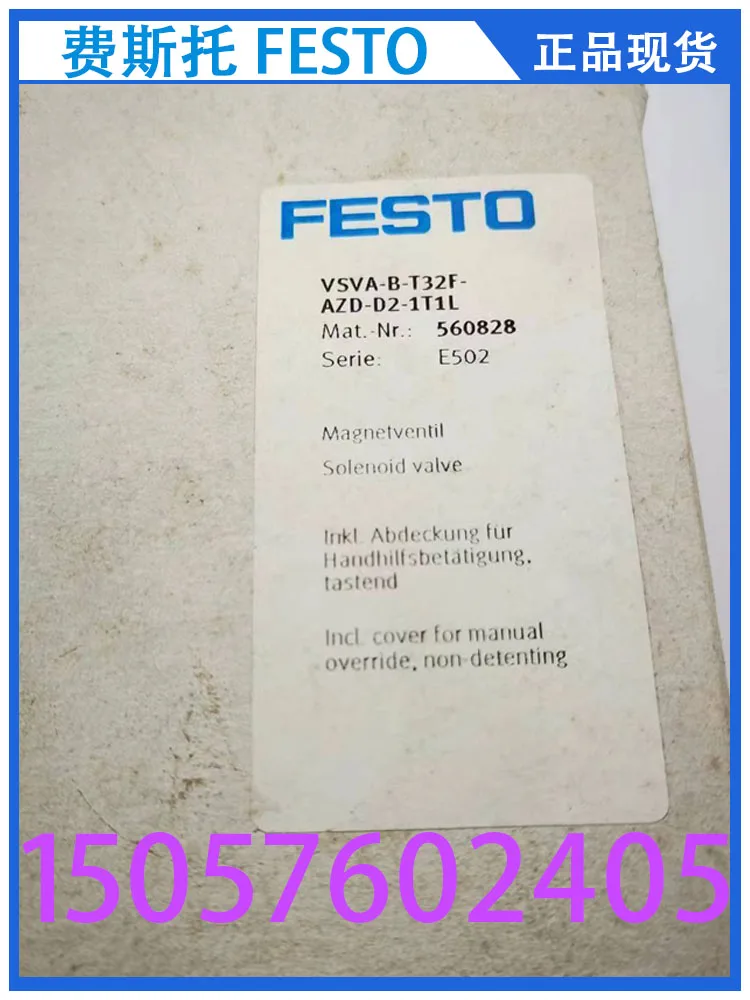 费斯托 FESTO
正品现货
FESTO
VSVA-B-T32F-
AZD-D2-1T1L
Mat.-Nr.: 560828
Serie: E502
Magnetventil
Solenoid valve
Inkl. Abdeckung für
Handhilfsbetätigung,
tastend
Incl. cover for manual
override, non-detenting
15057602405